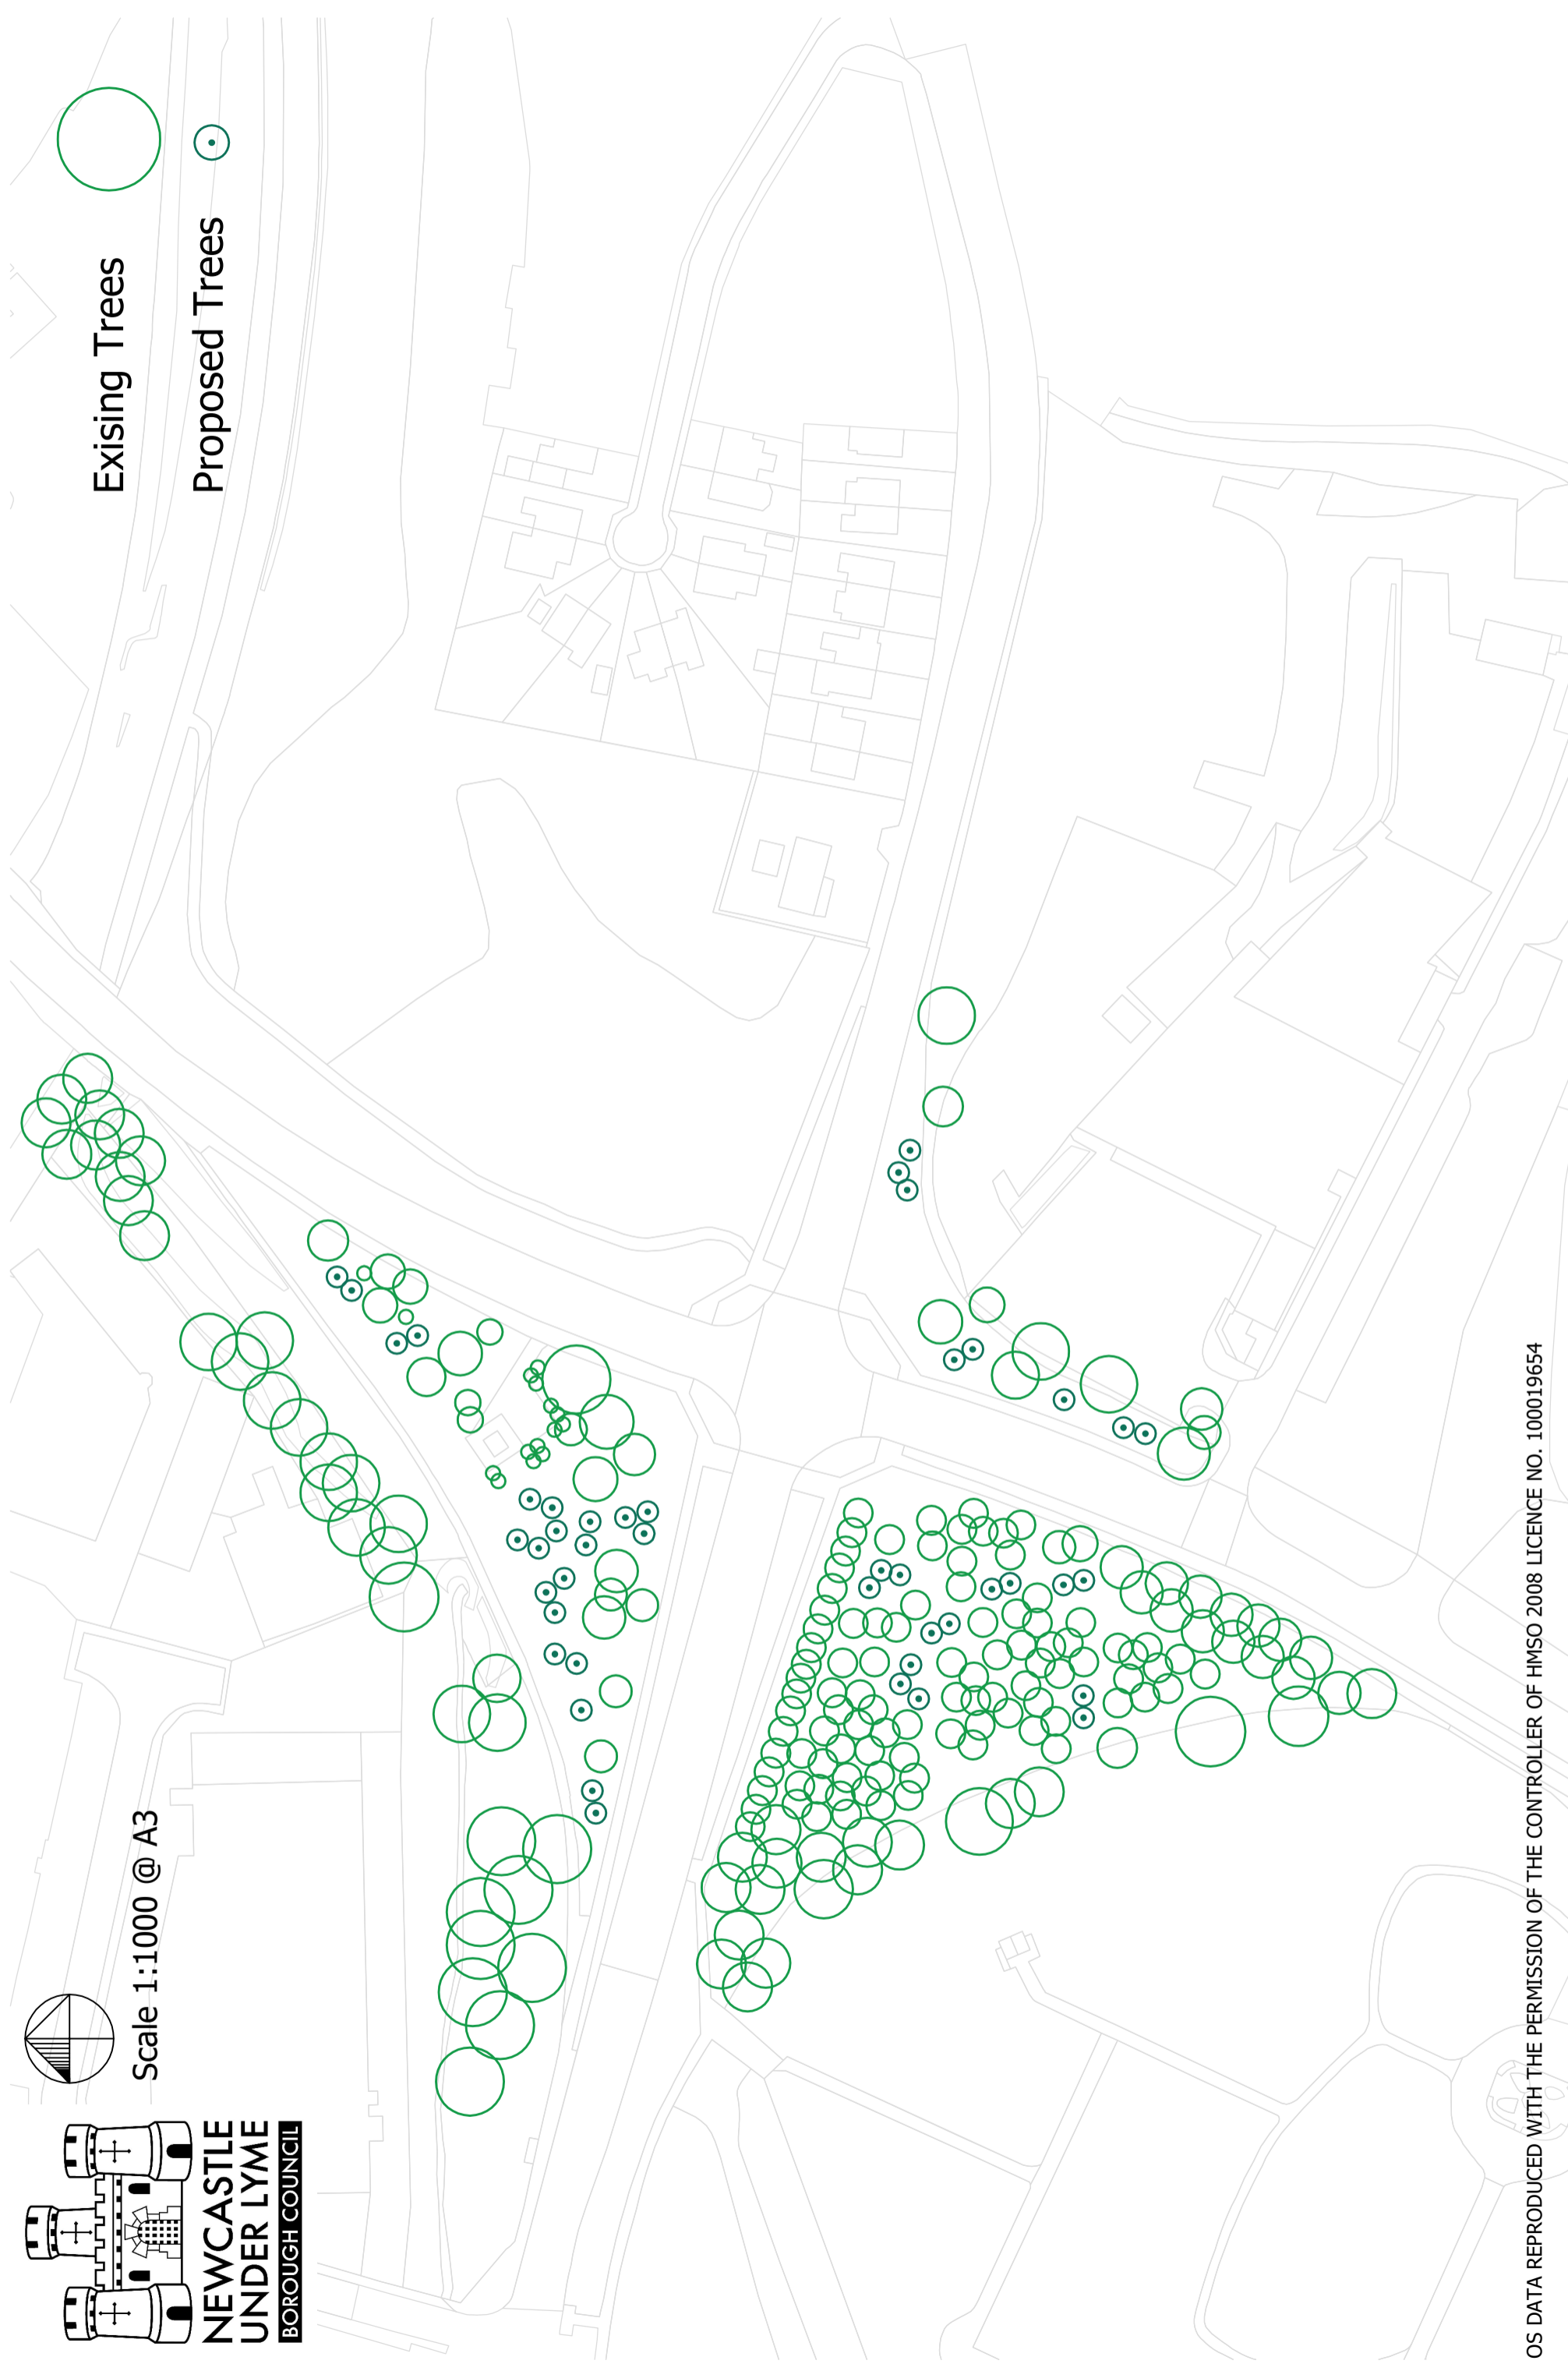 NEWCASTLE
UNDER LYME
BOROUGH COUNCIL
Scale 1:1000 @ A3
Exising Trees
Proposed Trees
OS DATA REPRODUCED WITH THE PERMISSION OF THE CONTROLLER OF HMSO 2008 LICENCE NO. 100019654